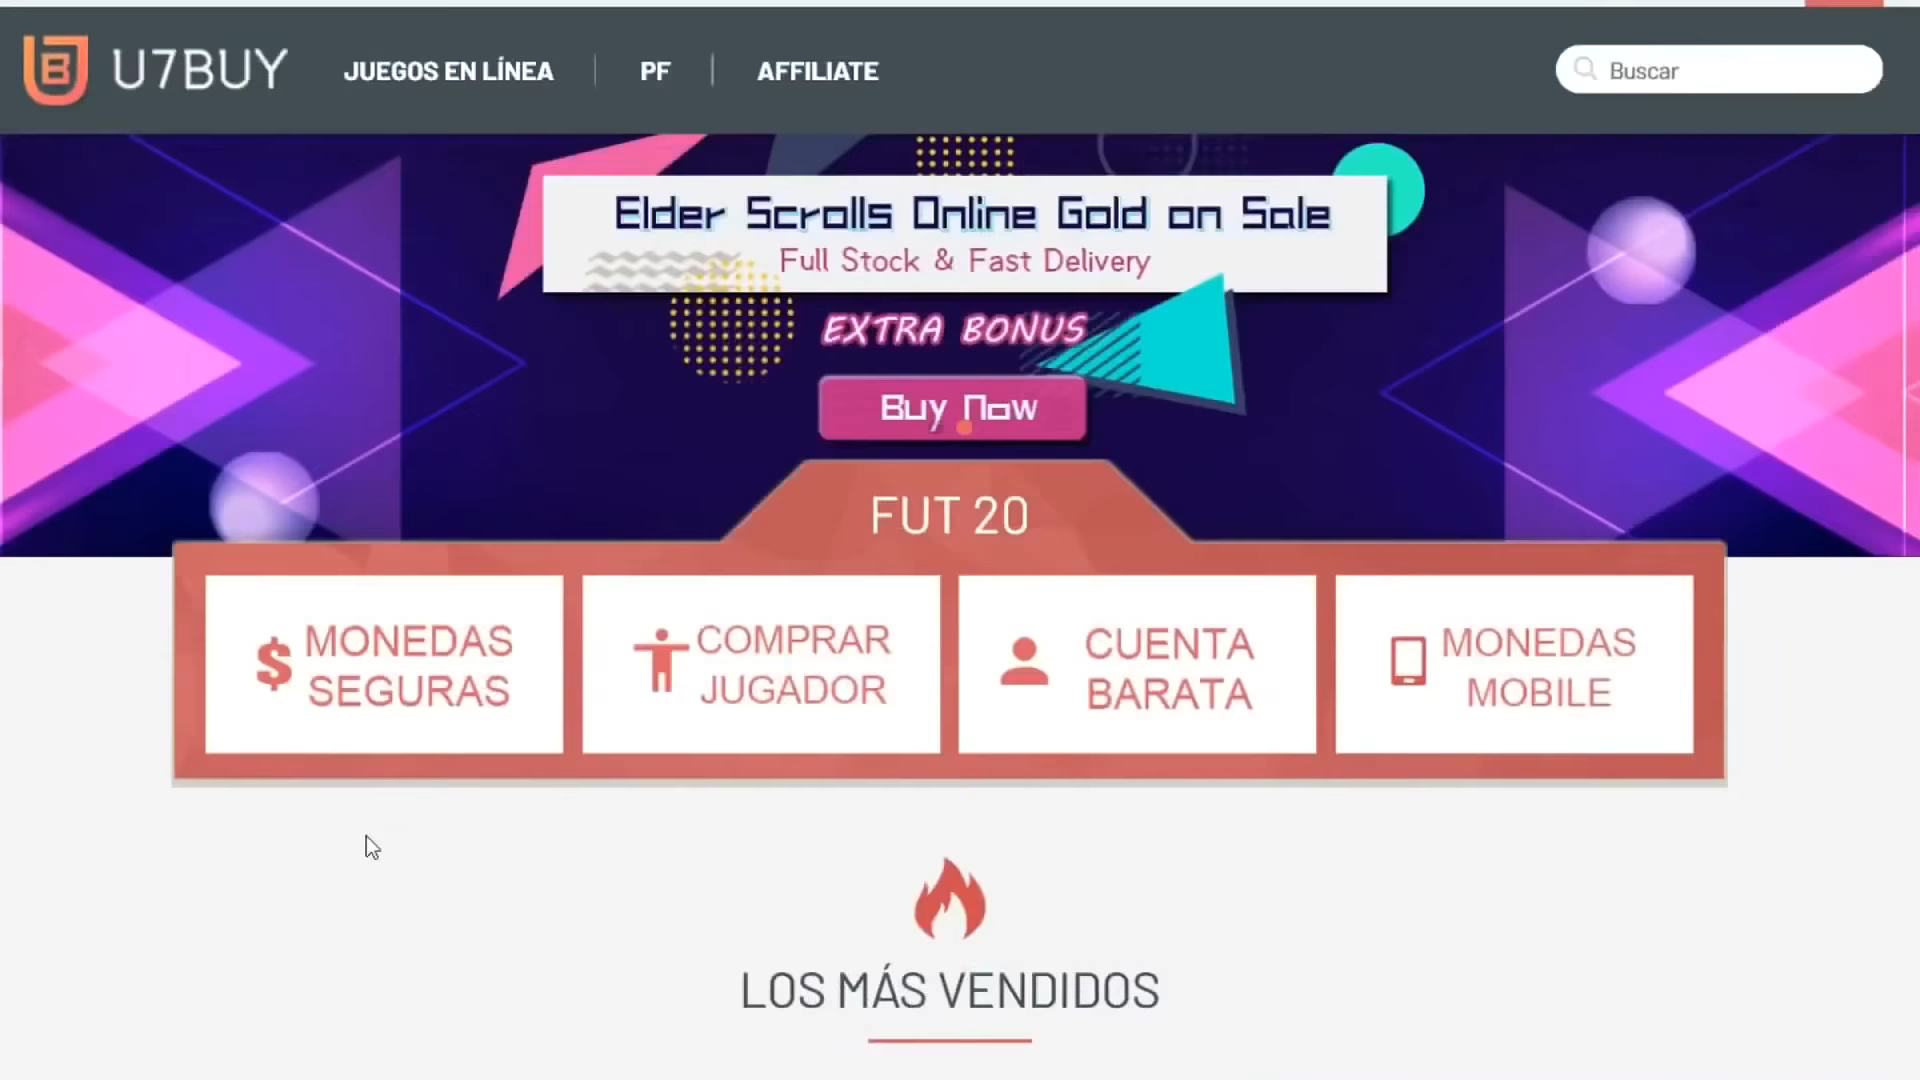 U7BUY
JUEGOS EN LÍNEA
PF
AFFILIATE
Buscar
Elder Scrolls Online Gold on Sale
Full Stock & Fast Delivery
EXTRA BONUS
Buy Now
FUT 20
$ MONEDAS
SEGURAS
COMPRAR
JUGADOR
CUENTA
BARATA
MONEDAS
MOBILE
LOS MÁS VENDIDOS